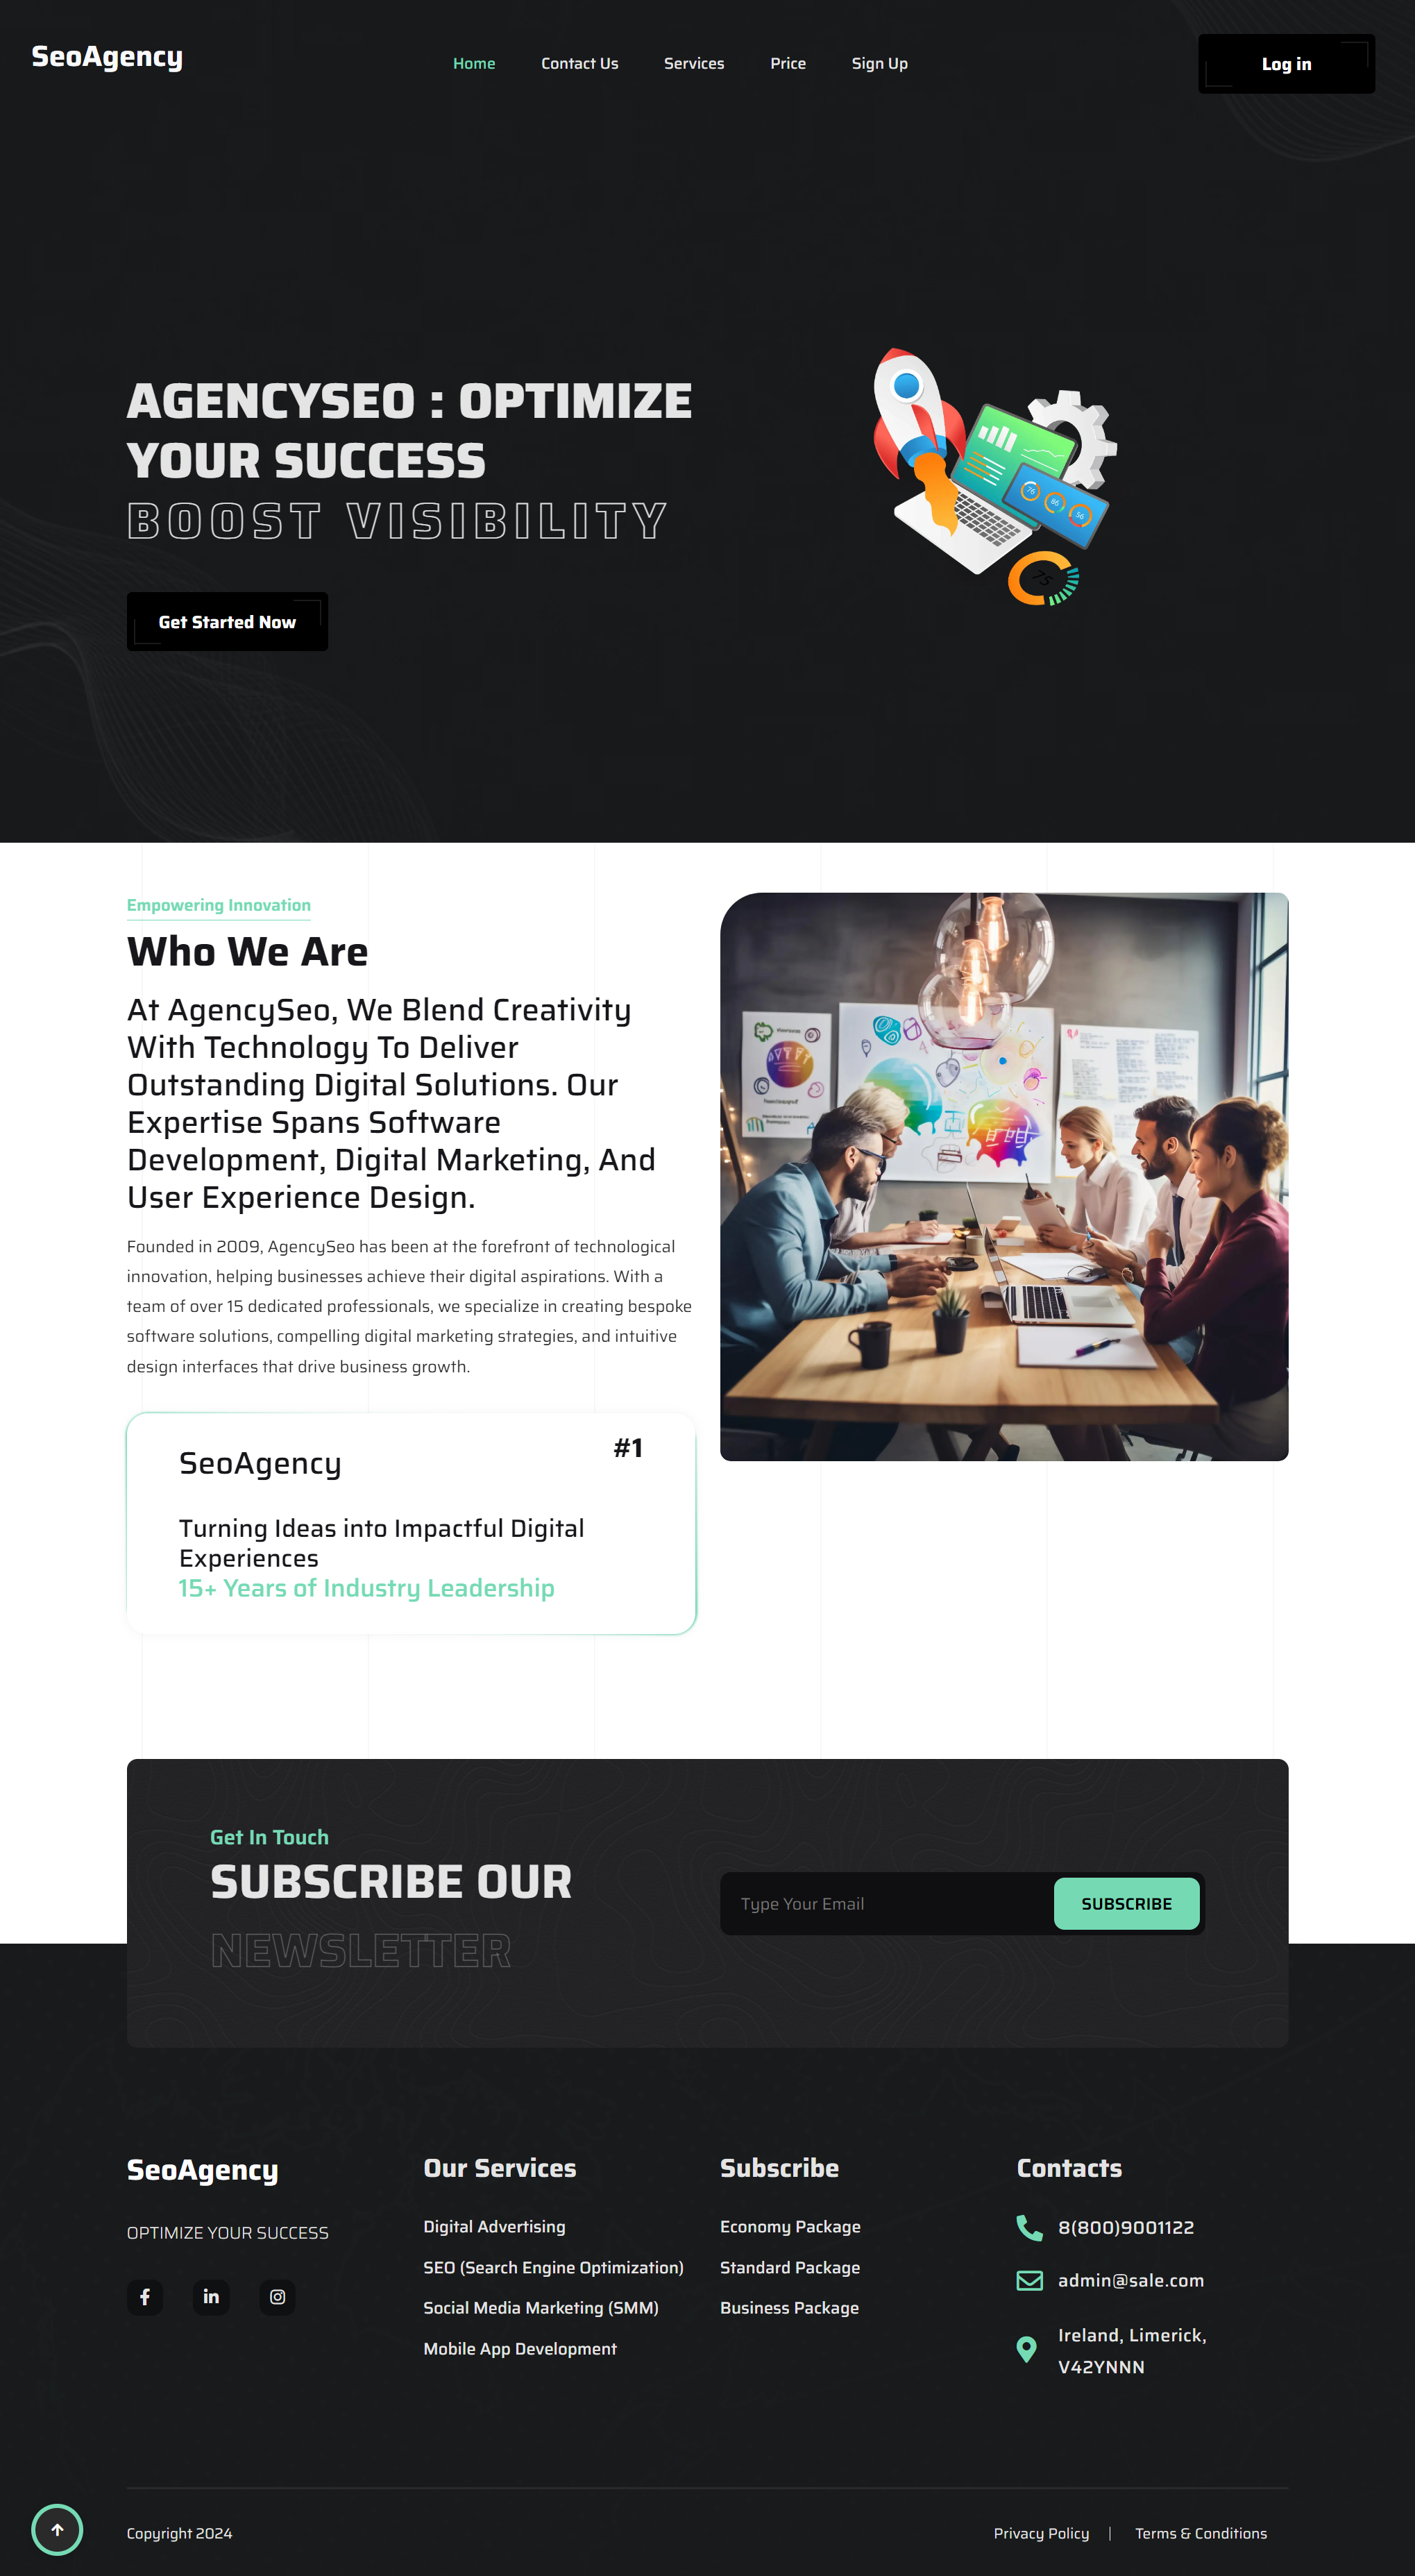 SeoAgency
Home
Contact Us
Services
Price
Sign Up
Log in
AGENCYSEO : OPTIMIZE
YOUR SUCCESS
BOOST VISIBILITY
Get Started Now
76
86
56
75
Empowering Innovation
Who We Are
At AgencySeo, We Blend Creativity
With Technology To Deliver
Outstanding Digital Solutions. Our
Expertise Spans Software
Development, Digital Marketing, And
User Experience Design.
Founded in 2009, AgencySeo has been at the forefront of technological
innovation, helping businesses achieve their digital aspirations. With a
team of over 15 dedicated professionals, we specialize in creating bespoke
software solutions, compelling digital marketing strategies, and intuitive
design interfaces that drive business growth.
SeoAgency
#1
Turning Ideas into Impactful Digital
Experiences
15+ Years of Industry Leadership
Get In Touch
SUBSCRIBE OUR
NEWSLETTER
Type Your Email
SUBSCRIBE
SeoAgency
OPTIMIZE YOUR SUCCESS
Our Services
Digital Advertising
SEO (Search Engine Optimization)
Social Media Marketing (SMM)
Mobile App Development
Subscribe
Economy Package
Standard Package
Business Package
Contacts
8(800)9001122
admin@sale.com
Ireland, Limerick,
V42YNNN
Copyright 2024
Privacy Policy | Terms & Conditions